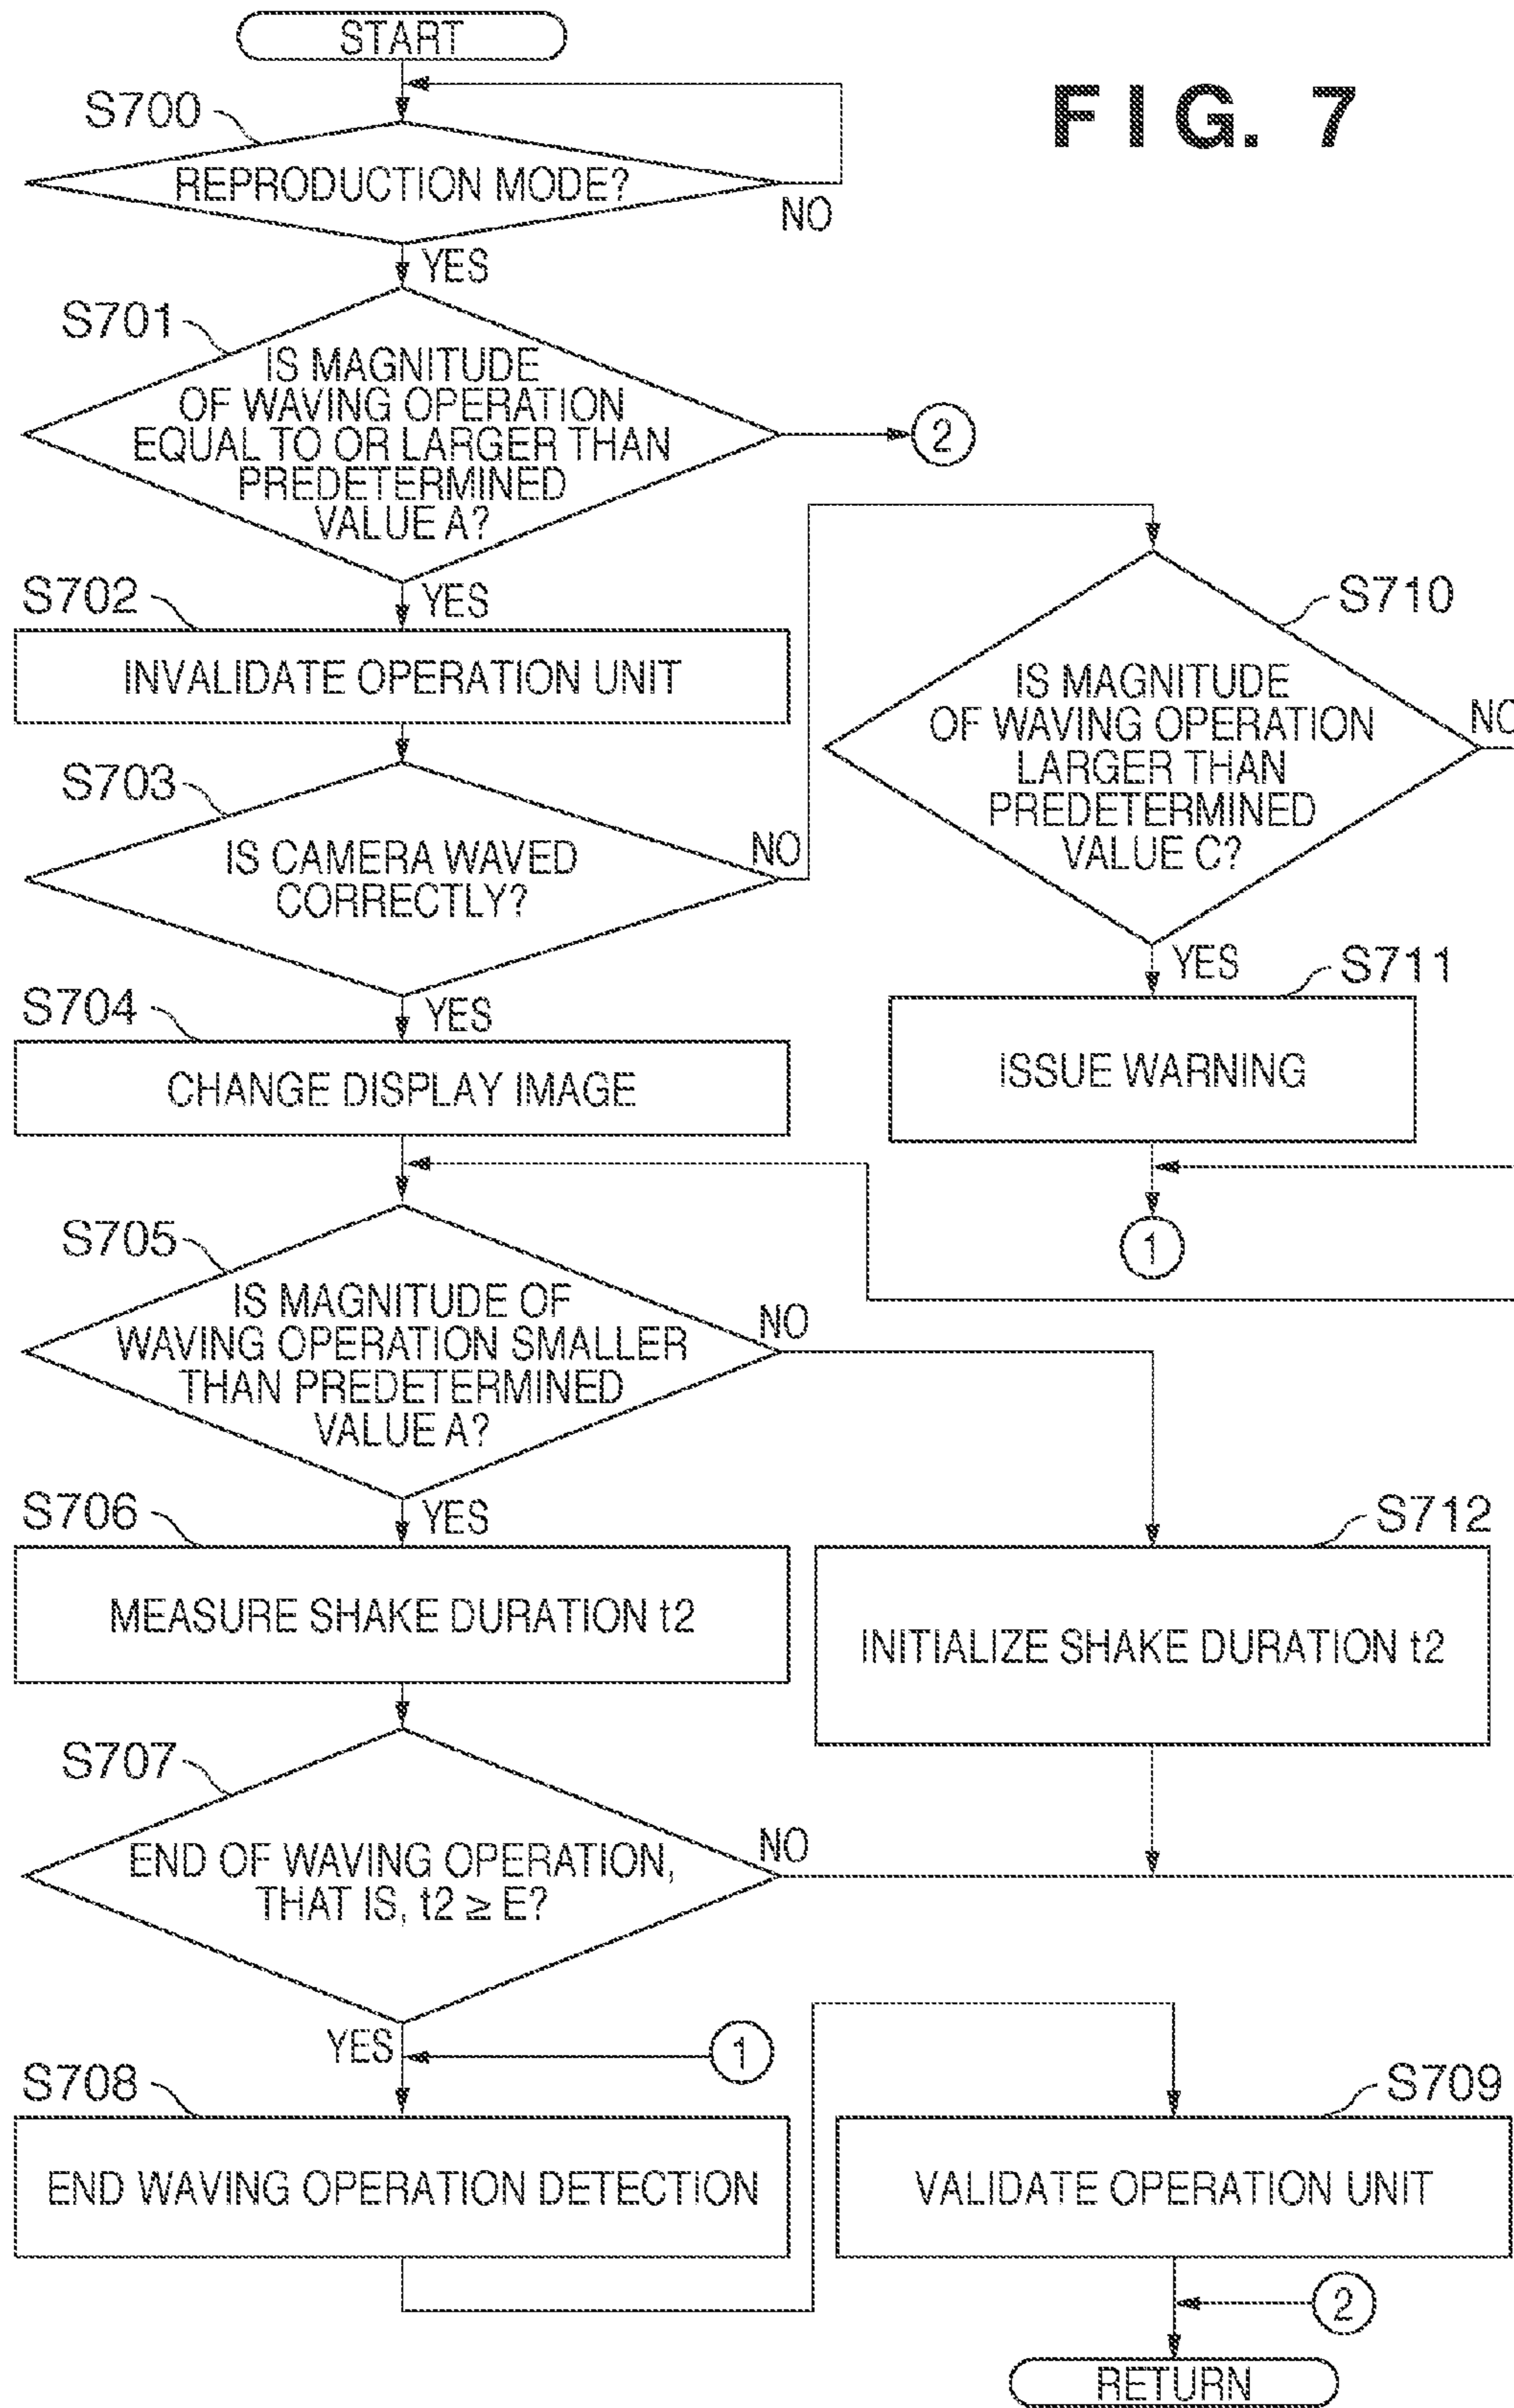 START
FIG. 7
S700
REPRODUCTION MODE?
NO
YES
S701
IS MAGNITUDE
OF WAVING OPERATION
EQUAL TO OR LARGER THAN
PREDETERMINED
VALUE A?
2
YES
S702
INVALIDATE OPERATION UNIT
S703
IS CAMERA WAVED
CORRECTLY?
NO
YES
S710
IS MAGNITUDE
OF WAVING OPERATION
LARGER THAN
PREDETERMINED
VALUE C?
NO
YES
S711
ISSUE WARNING
1
S704
CHANGE DISPLAY IMAGE
S705
IS MAGNITUDE OF
WAVING OPERATION SMALLER
THAN PREDETERMINED
VALUE A?
NO
YES
S706
MEASURE SHAKE DURATION t2
S712
INITIALIZE SHAKE DURATION t2
S707
END OF WAVING OPERATION,
THAT IS, t2 ≥ E?
NO
YES
1
S708
END WAVING OPERATION DETECTION
S709
VALIDATE OPERATION UNIT
2
RETURN